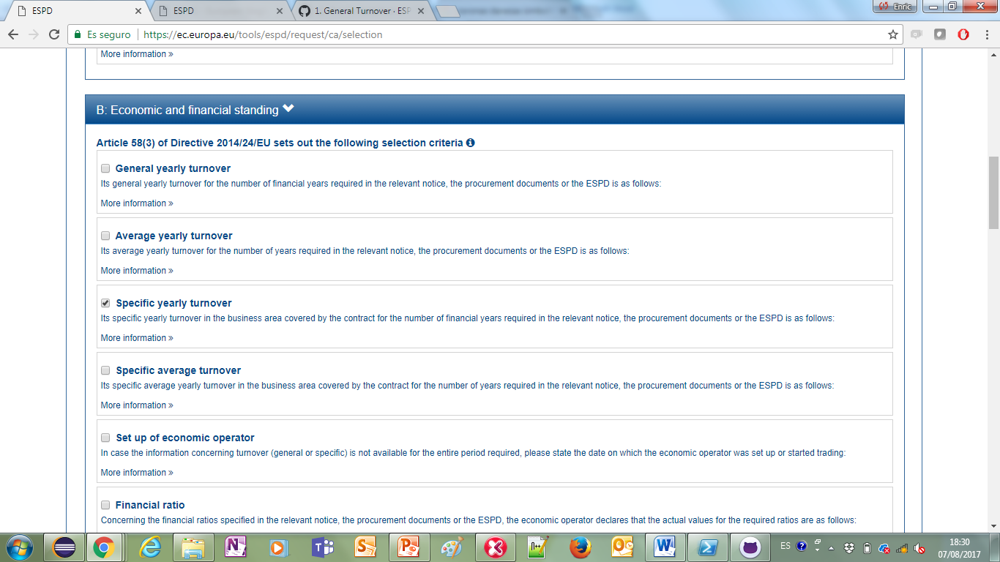 ESPD
ESPD
1. General Turnover · ESP
Enric
Es seguro
https://ec.europa.eu/tools/espd/request/ca/selection
More information »
B: Economic and financial standing
Article 58(3) of Directive 2014/24/EU sets out the following selection criteria
General yearly turnover
Its general yearly turnover for the number of financial years required in the relevant notice, the procurement documents or the ESPD is as follows:
More information »
Average yearly turnover
Its average yearly turnover for the number of years required in the relevant notice, the procurement documents or the ESPD is as follows:
More information »
Specific yearly turnover
Its specific yearly turnover in the business area covered by the contract for the number of financial years required in the relevant notice, the procurement documents or the ESPD is as follows:
More information »
Specific average turnover
Its specific average yearly turnover in the business area covered by the contract for the number of years required in the relevant notice, the procurement documents or the ESPD is as follows:
More information »
Set up of economic operator
In case the information concerning turnover (general or specific) is not available for the entire period required, please state the date on which the economic operator was set up or started trading:
More information »
Financial ratio
Concerning the financial ratios specified in the relevant notice, the procurement documents or the ESPD, the economic operator declares that the actual values for the required ratios are as follows:
ES
18:30
07/08/2017